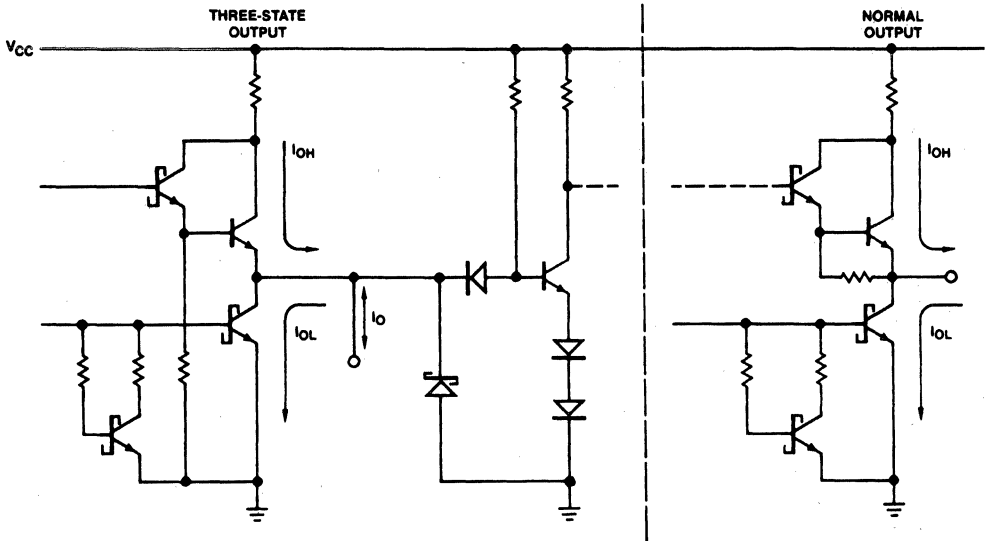 THREE-STATE
OUTPUT
NORMAL
OUTPUT
VCC
IOH
IOH
IOL
IO
IOL